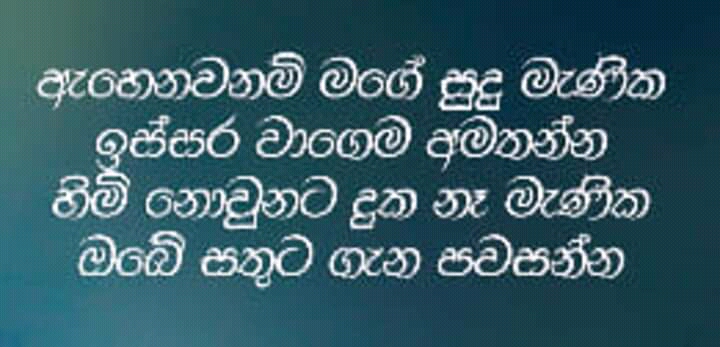 ඇහෙනවනම් මගේ සුදු මැණික
ඉස්සර වාගෙම අමතන්න
හිමි නොවුනට දුක නෑ මැණික
ඔබේ සතුට ගැන පවසන්න